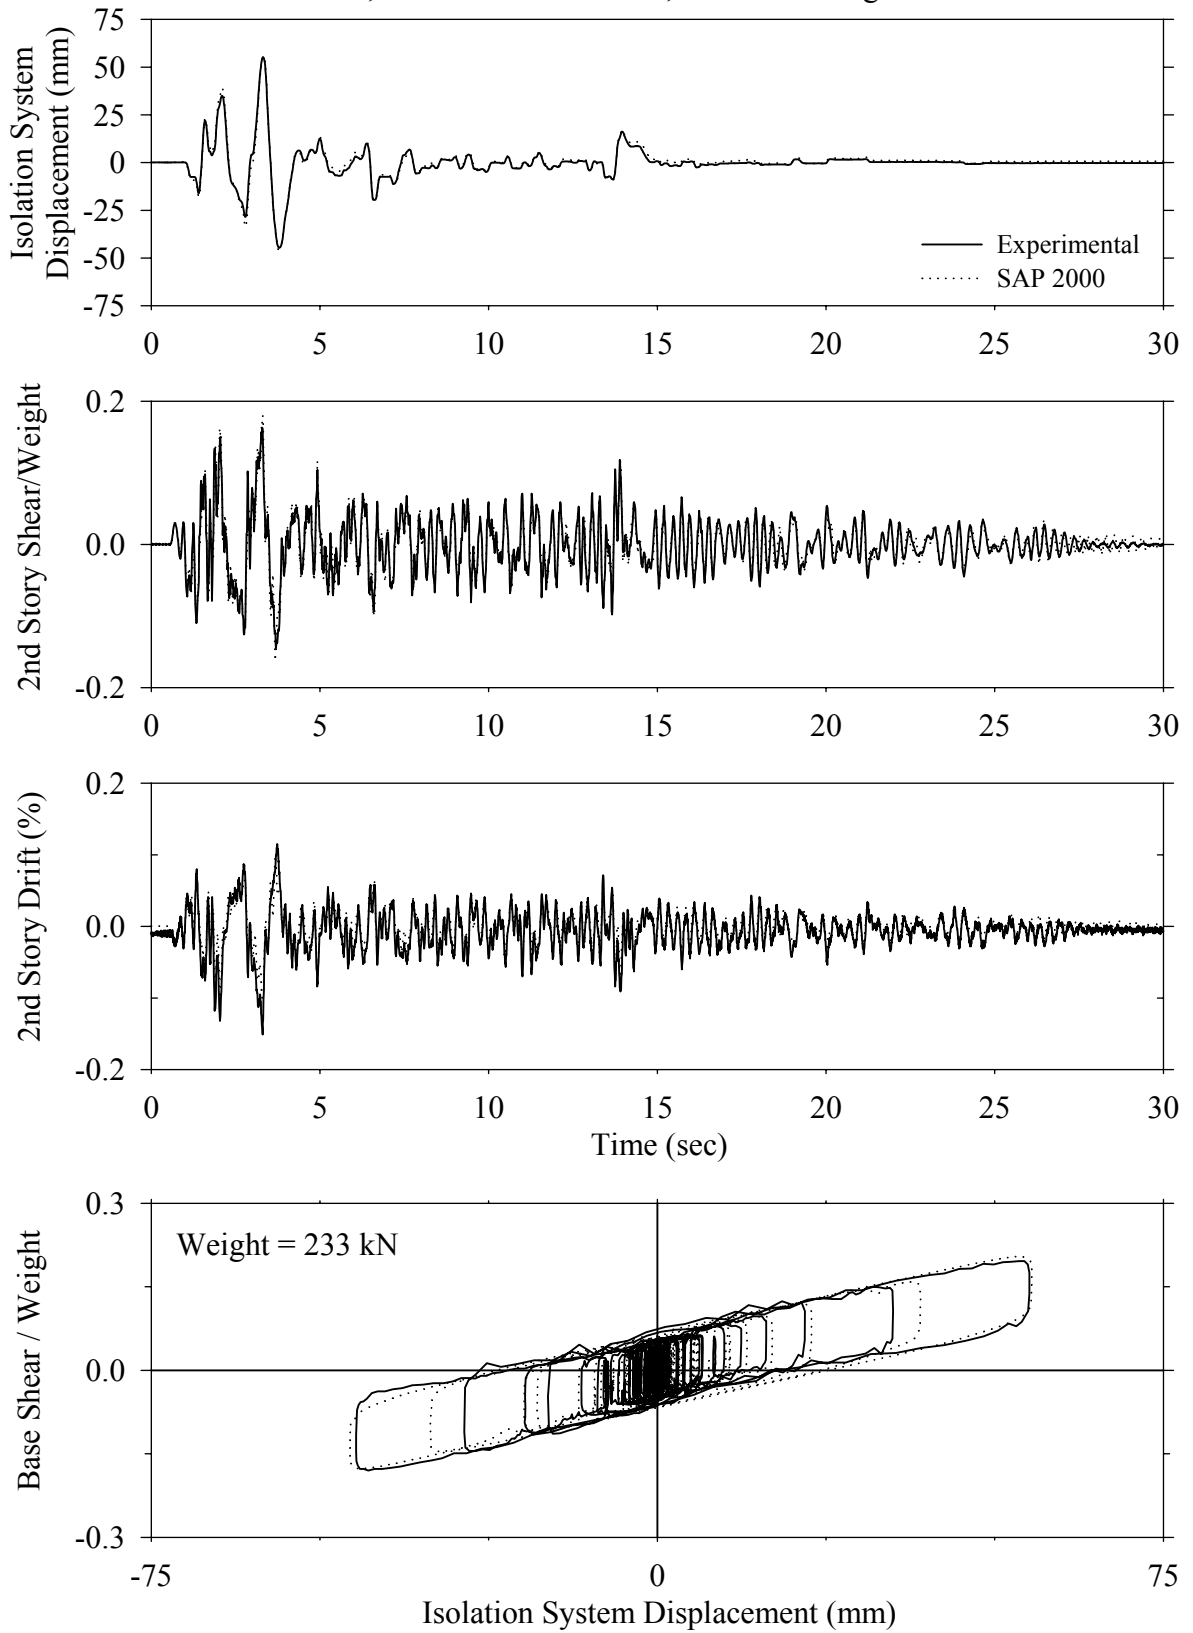 75
50
25
0
-25
-50
-75
Isolation System
Displacement (mm)
Experimental
SAP 2000
0 5 10 15 20 25 30
0.2
0.0
-0.2
2nd Story Shear/Weight
0 5 10 15 20 25 30
0.2
0.0
-0.2
2nd Story Drift (%)
0 5 10 15 20 25 30
Time (sec)
0.3
0.0
-0.3
Base Shear / Weight
Weight = 233 kN
-75 0 75
Isolation System Displacement (mm)